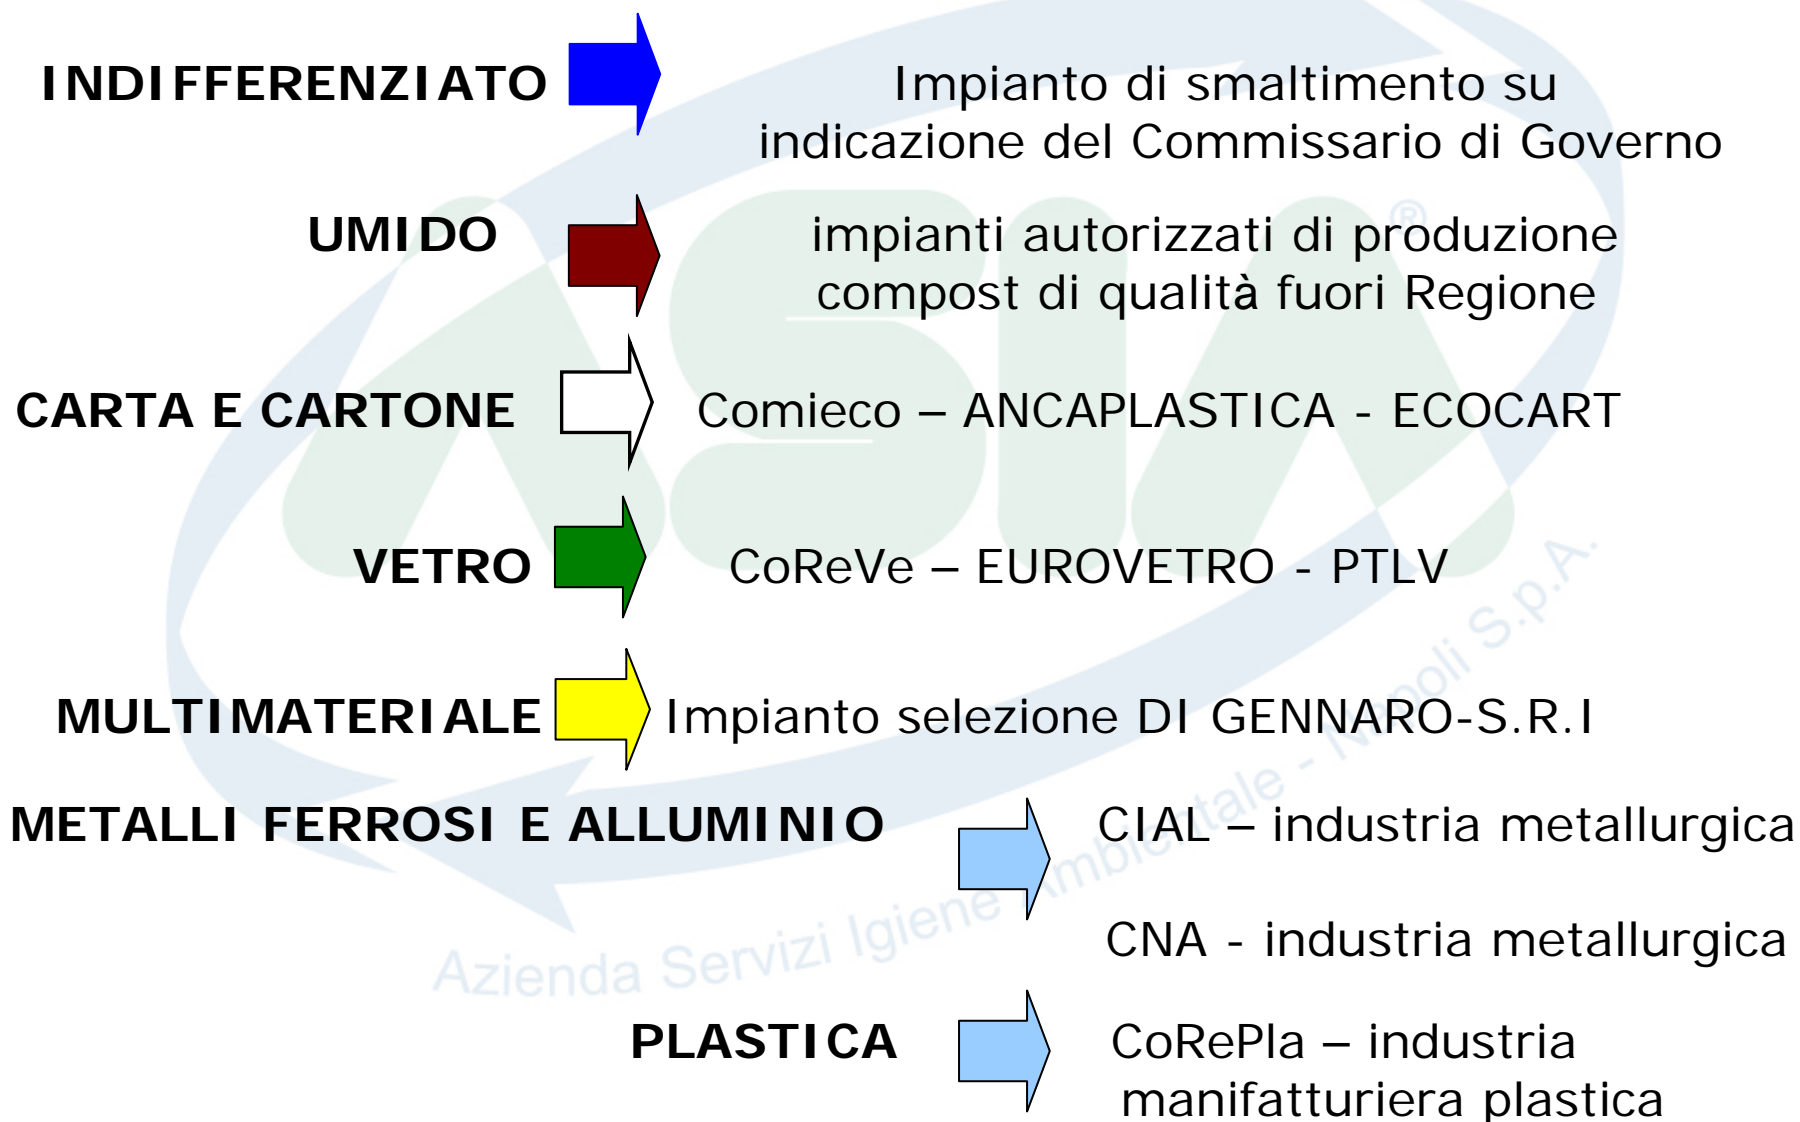 INDIFFERENZIATO
Impianto di smaltimento su
indicazione del Commissario di Governo
UMIDO
impianti autorizzati di produzione
compost di qualità fuori Regione
CARTA E CARTONE
Comieco – ANCAPLASTICA - ECOCART
VETRO
CoReVe – EUROVETRO - PTLV
MULTIMATERIALE
Impianto selezione DI GENNARO-S.R.I
METALLI FERROSI E ALLUMINIO
CIAL – industria metallurgica
CNA - industria metallurgica
PLASTICA
CoRePla – industria
manifatturiera plastica
ASIA ®
Azienda Servizi Igiene Ambientale - Napoli S.p.A.